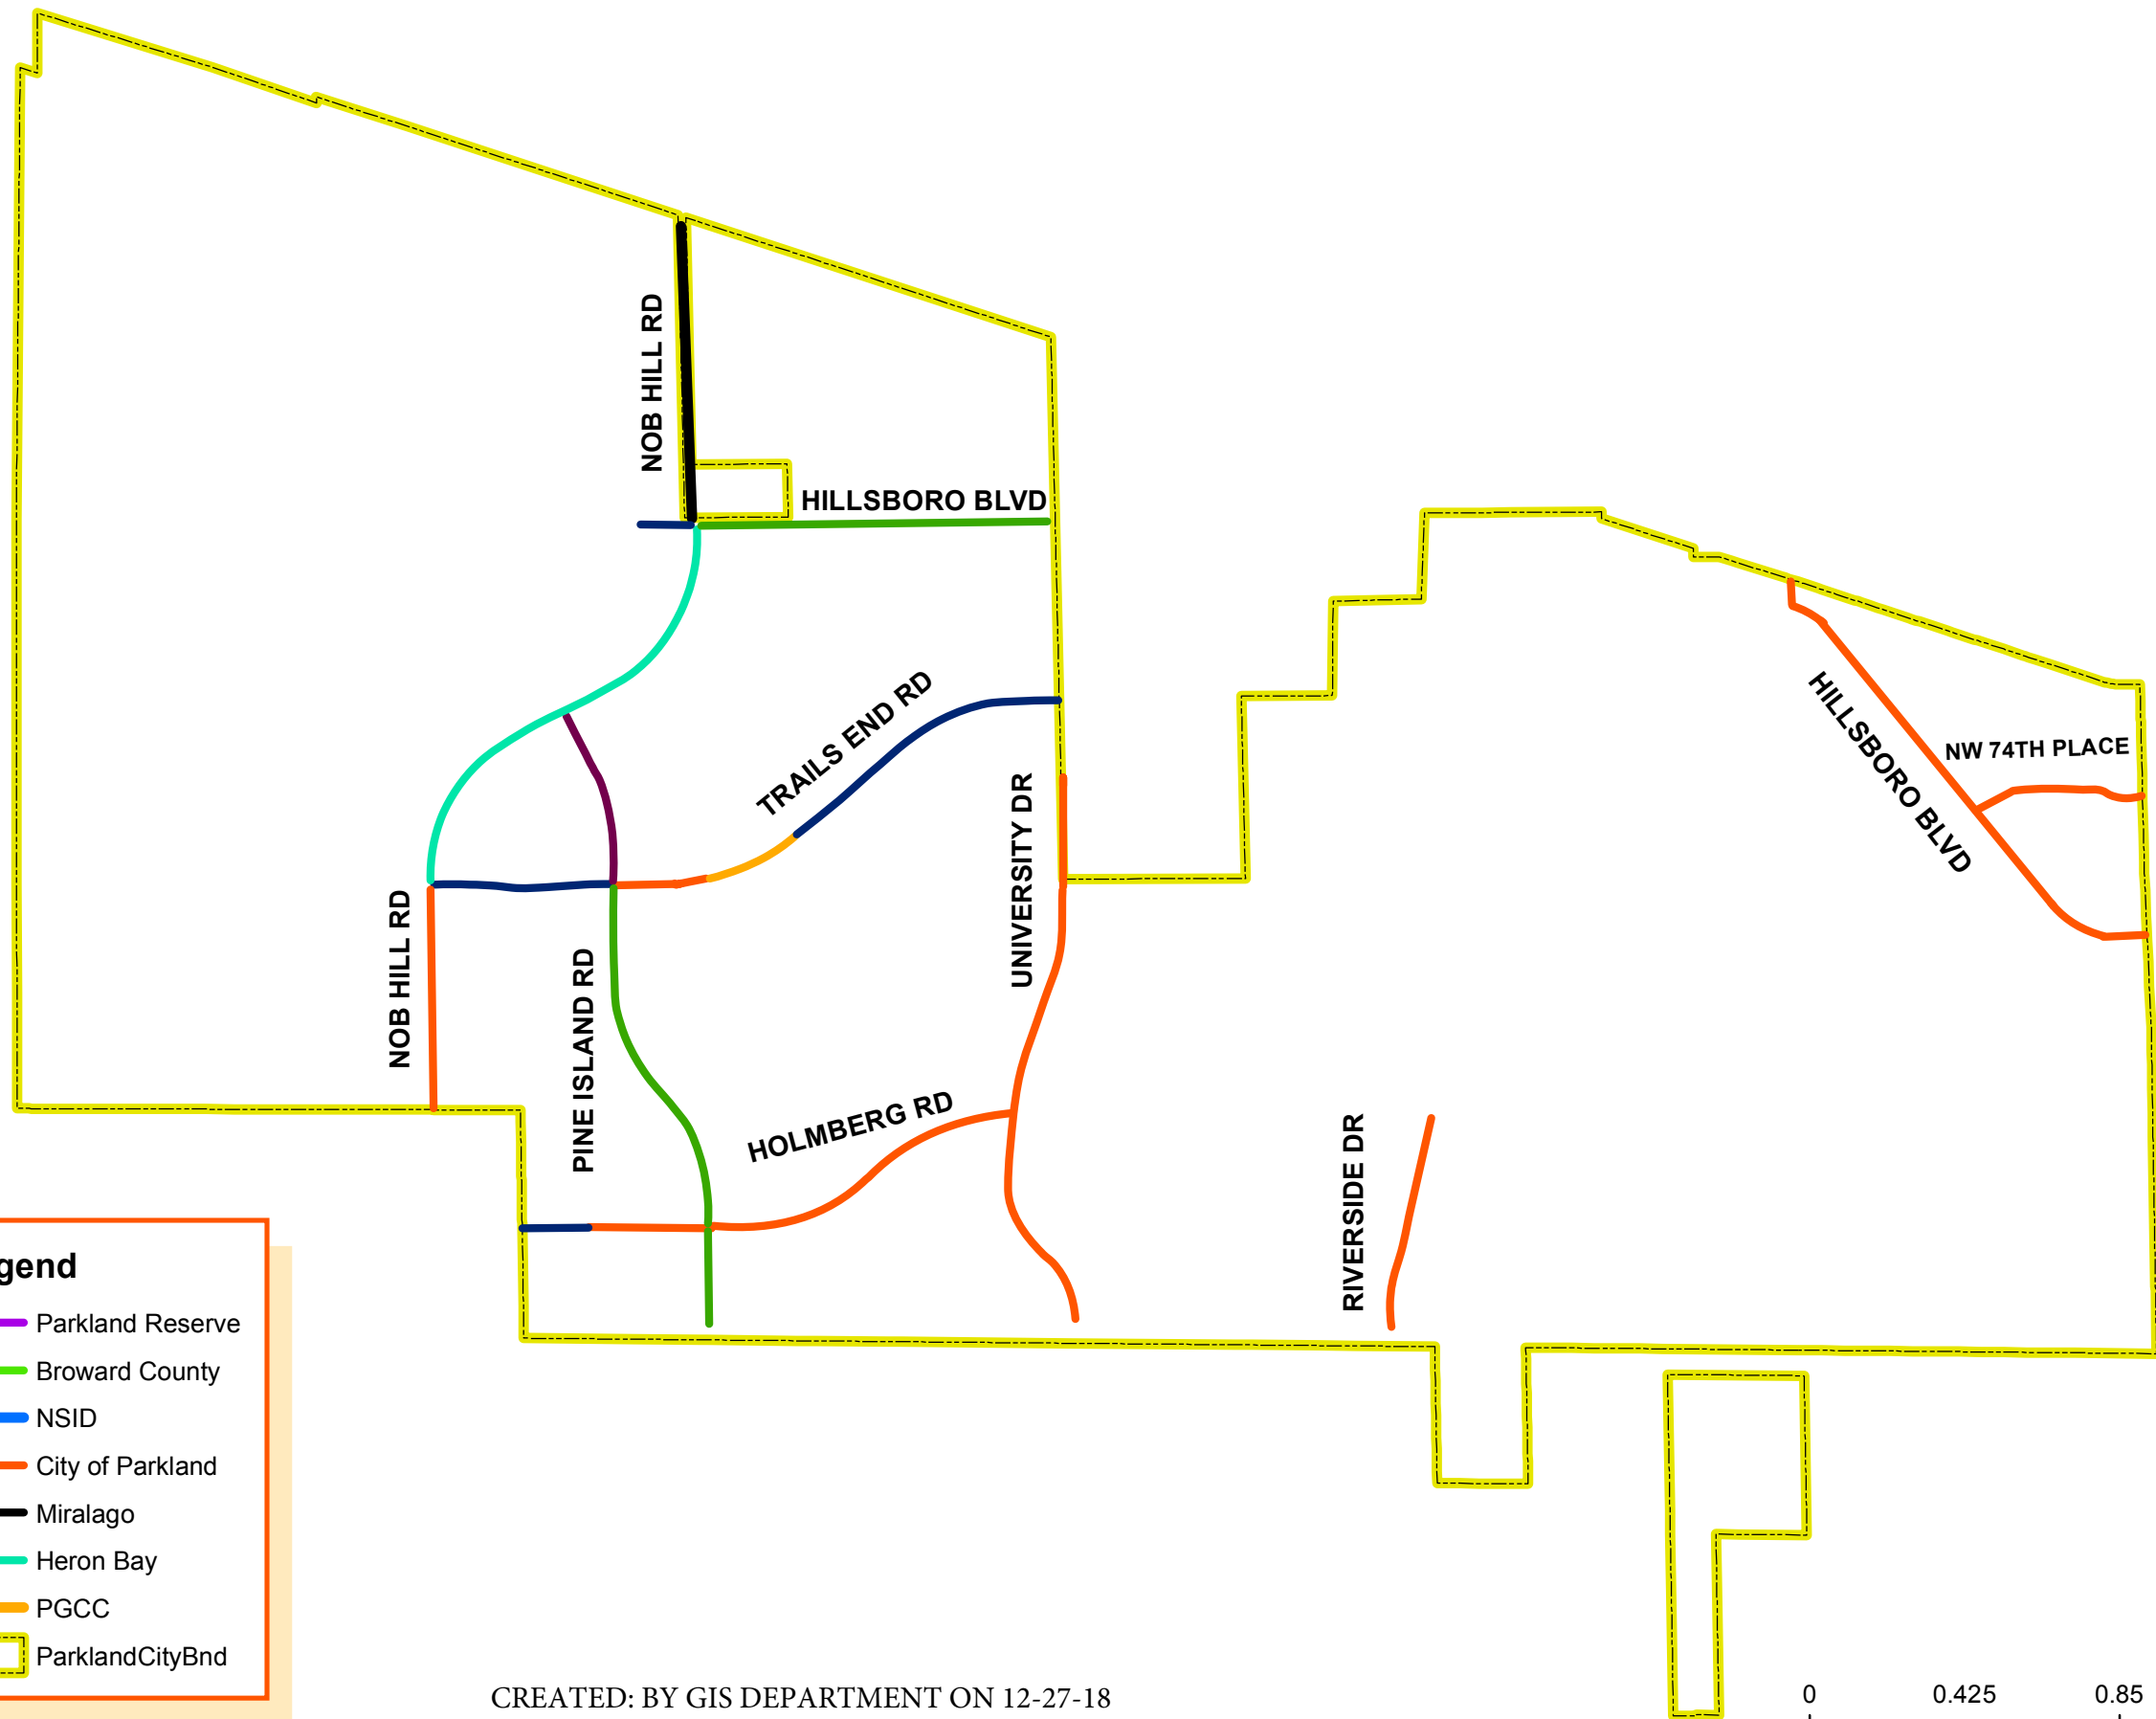 NOB HILL RD
HILLSBORO BLVD
TRAILS END RD
HILLSBORO BLVD
NW 74TH PLACE
UNIVERSITY DR
NOB HILL RD
PINE ISLAND RD
HOLMBERG RD
RIVERSIDE DR
gend
Parkland Reserve
Broward County
NSID
City of Parkland
Miralago
Heron Bay
PGCC
ParklandCityBnd
CREATED: BY GIS DEPARTMENT ON 12-27-18
0 0.425 0.85